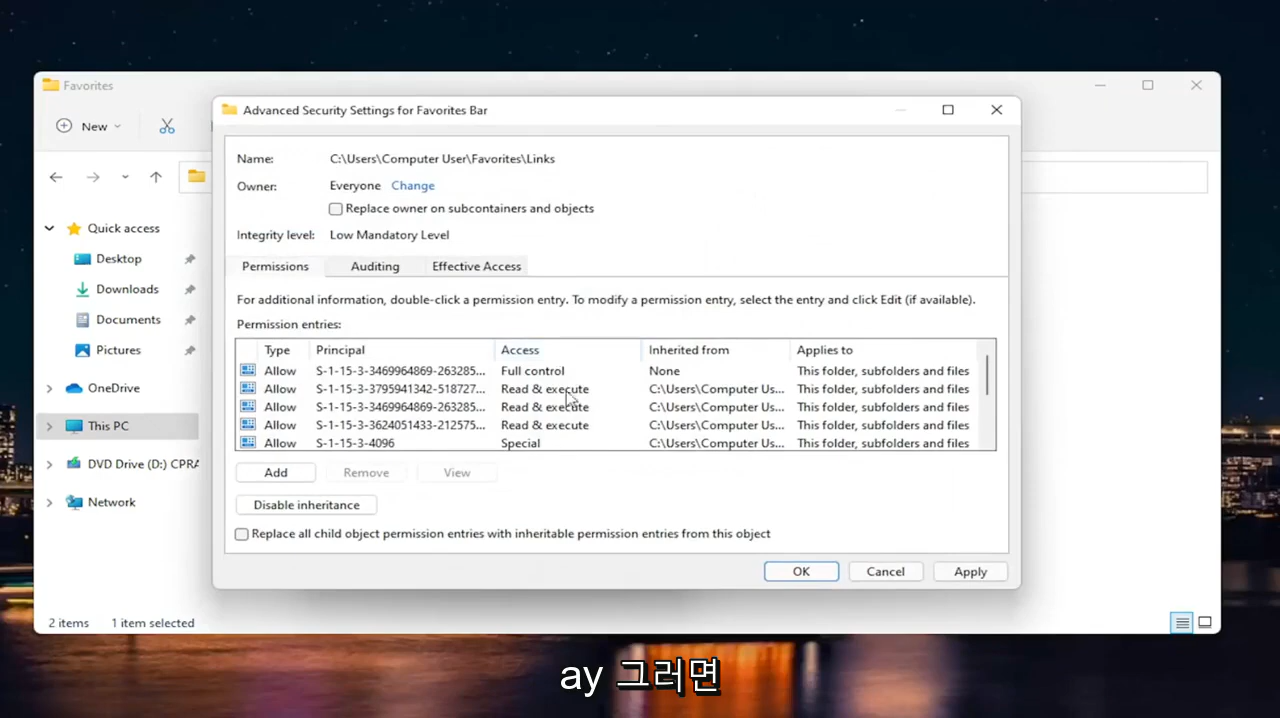 Favorites
New
Advanced Security Settings for Favorites Bar
Name: C:\Users\Computer User\Favorites\Links
Owner: Everyone Change
Replace owner on subcontainers and objects
Integrity level: Low Mandatory Level
Permissions Auditing Effective Access
For additional information, double-click a permission entry. To modify a permission entry, select the entry and click Edit (if available).
Permission entries:
Type Principal Access Inherited from Applies to
Allow S-1-15-3-3469964869-263285... Full control None This folder, subfolders and files
Allow S-1-15-3-3795941342-518727... Read & execute C:\Users\Computer Us... This folder, subfolders and files
Allow S-1-15-3-3469964869-263285... Read & execute C:\Users\Computer Us... This folder, subfolders and files
Allow S-1-15-3-3624051433-212575... Read & execute C:\Users\Computer Us... This folder, subfolders and files
Allow S-1-15-3-4096 Special C:\Users\Computer Us... This folder, subfolders and files
Add Remove View
Disable inheritance
Replace all child object permission entries with inheritable permission entries from this object
OK Cancel Apply
Quick access
Desktop
Downloads
Documents
Pictures
OneDrive
This PC
DVD Drive (D:) CPRA
Network
2 items 1 item selected
ay 그러면